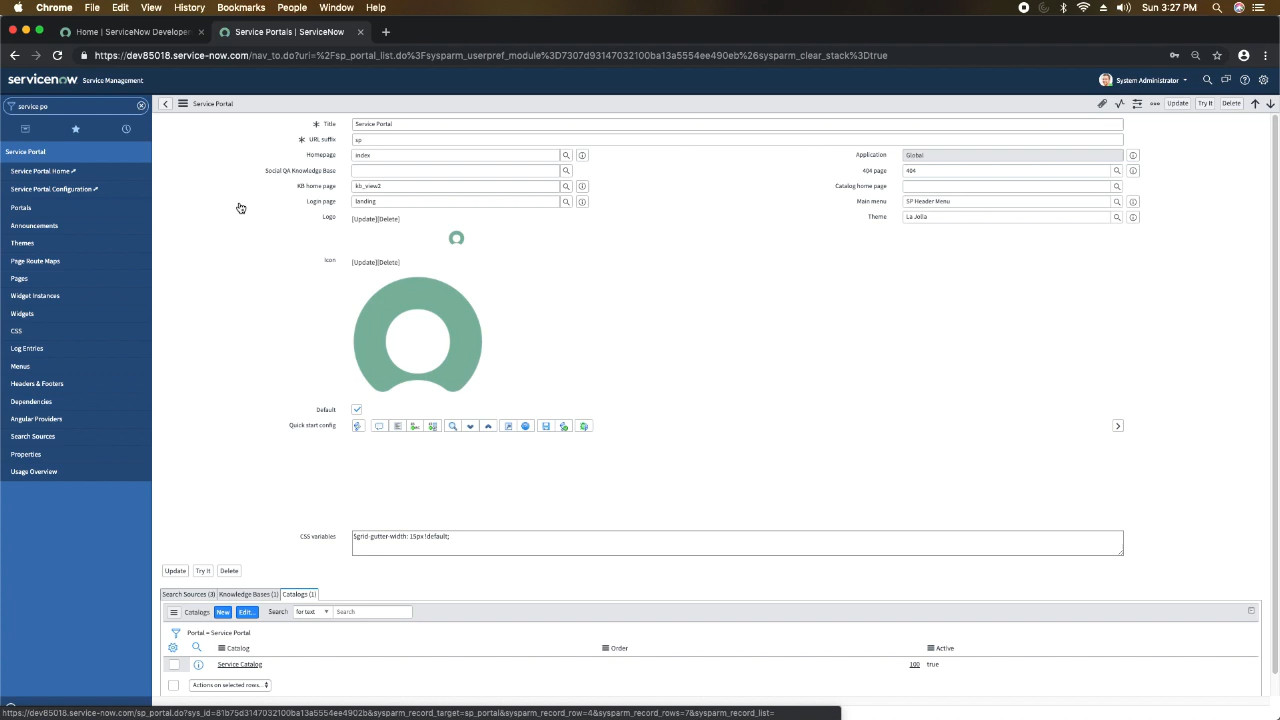 Chrome File Edit View History Bookmarks People Window Help Sun 3:27 PM
Home | ServiceNow Developer Service Portals | ServiceNow
https://dev85018.service-now.com/nav_to.do?uri=%2Fsp_portal_list.do%3Fsysparm_userpref_module%3D7307d93147032100ba13a5554ee490eb%26sysparm_clear_stack%3Dtrue
servicenow Service Management System Administrator
service po Service Portal Update Try It Delete
Title Service Portal
URL suffix sp
Homepage index Application Global
Social QA Knowledge Base 404 page 404
KB home page kb_view2 Catalog home page
Login page landing Main menu SP Header Menu
Logo [Update][Delete] Theme La Jolla
Icon [Update][Delete]
Default
Quick start config
CSS variables $grid-gutter-width: 15px !default;
Update Try It Delete
Search Sources (3) Knowledge Bases (1) Catalogs (1)
Catalogs New Edit... Search for text Search
Portal = Service Portal
Catalog Order Active
Service Catalog 100 true
Actions on selected rows...
Service Portal
Service Portal Home
Service Portal Configuration
Portals
Announcements
Themes
Page Route Maps
Pages
Widget Instances
Widgets
CSS
Log Entries
Menus
Headers & Footers
Dependencies
Angular Providers
Search Sources
Properties
Usage Overview
https://dev85018.service-now.com/sp_portal.do?sys_id=81b75d3147032100ba13a5554ee4902b&sysparm_record_target=sp_portal&sysparm_record_row=4&sysparm_record_rows=7&sysparm_record_list=